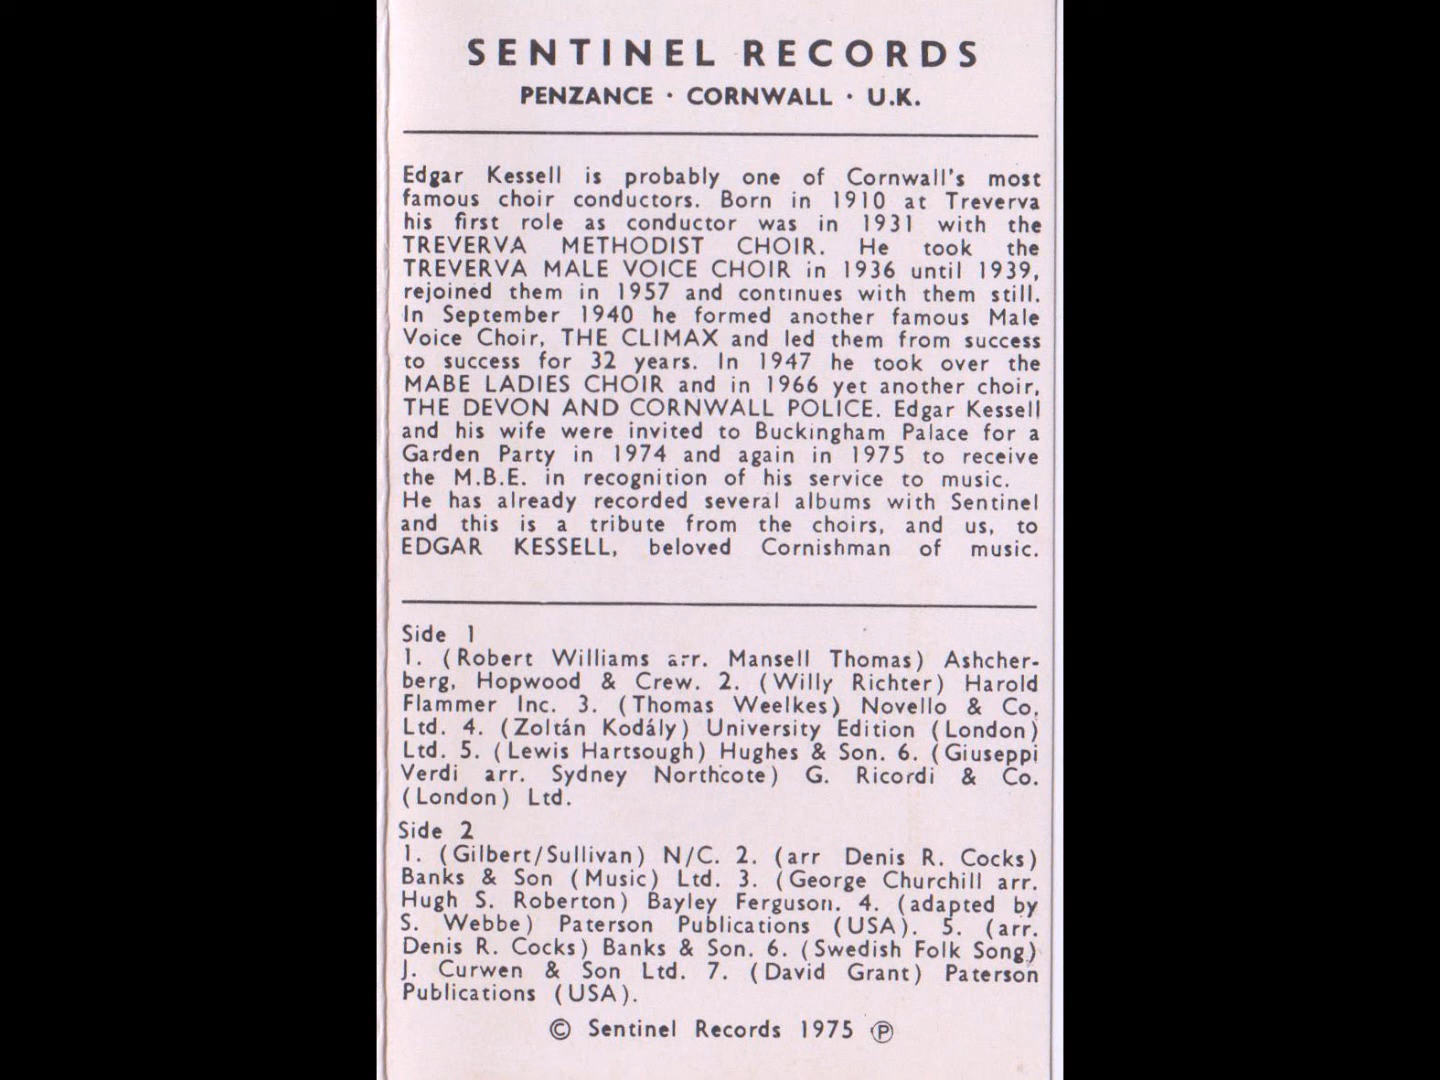 SENTINEL RECORDS
PENZANCE · CORNWALL · U.K.
Edgar Kessell is probably one of Cornwall's most
famous choir conductors. Born in 1910 at Treverva
his first role as conductor was in 1931 with the
TREVERVA METHODIST CHOIR. He took the
TREVERVA MALE VOICE CHOIR in 1936 until 1939,
rejoined them in 1957 and continues with them still.
In September 1940 he formed another famous Male
Voice Choir, THE CLIMAX and led them from success
to success for 32 years. In 1947 he took over the
MABE LADIES CHOIR and in 1966 yet another choir,
THE DEVON AND CORNWALL POLICE. Edgar Kessell
and his wife were invited to Buckingham Palace for a
Garden Party in 1974 and again in 1975 to receive
the M.B.E. in recognition of his service to music.
He has already recorded several albums with Sentinel
and this is a tribute from the choirs, and us, to
EDGAR KESSELL, beloved Cornishman of music.
Side 1
1. (Robert Williams arr. Mansell Thomas) Ashcher-
berg, Hopwood & Crew. 2. (Willy Richter) Harold
Flammer Inc. 3. (Thomas Weelkes) Novello & Co.
Ltd. 4. (Zoltán Kodály) University Edition (London)
Ltd. 5. (Lewis Hartsough) Hughes & Son. 6. (Giuseppi
Verdi arr. Sydney Northcote) G. Ricordi & Co.
(London) Ltd.
Side 2
1. (Gilbert/Sullivan) N/C. 2. (arr Denis R. Cocks)
Banks & Son (Music) Ltd. 3. (George Churchill arr.
Hugh S. Roberton) Bayley Ferguson. 4. (adapted by
S. Webbe) Paterson Publications (USA). 5. (arr.
Denis R. Cocks) Banks & Son. 6. (Swedish Folk Song)
J. Curwen & Son Ltd. 7. (David Grant) Paterson
Publications (USA).
© Sentinel Records 1975 ℗